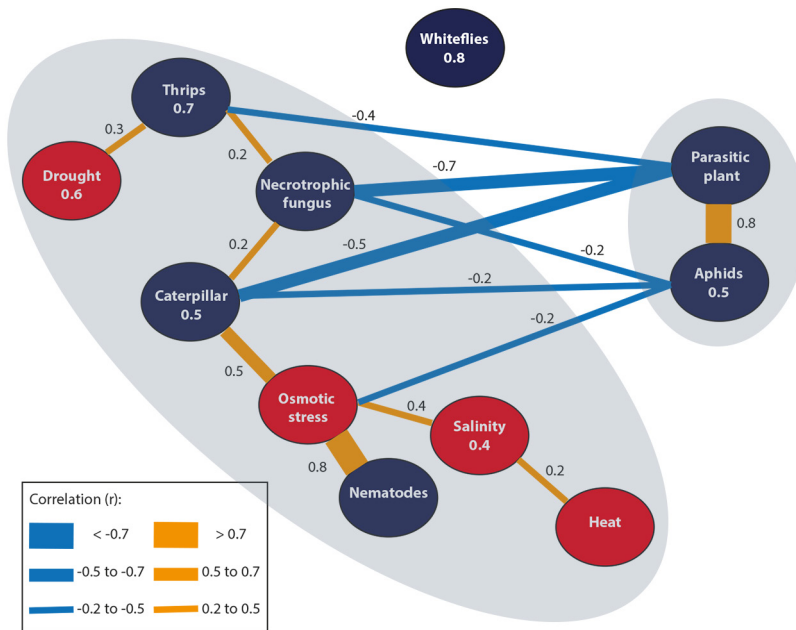 Whiteflies
0.8
Thrips
0.7
-0.4
0.3
0.2
Drought
0.6
Necrotrophic
fungus
-0.7
Parasitic
plant
0.8
0.2
-0.5
-0.2
Caterpillar
0.5
-0.2
Aphids
0.5
-0.2
0.5
Osmotic
stress
0.4
Salinity
0.4
0.8
0.2
Nematodes
Heat
Correlation (r):
< -0.7 > 0.7
-0.5 to -0.7 0.5 to 0.7
-0.2 to -0.5 0.2 to 0.5